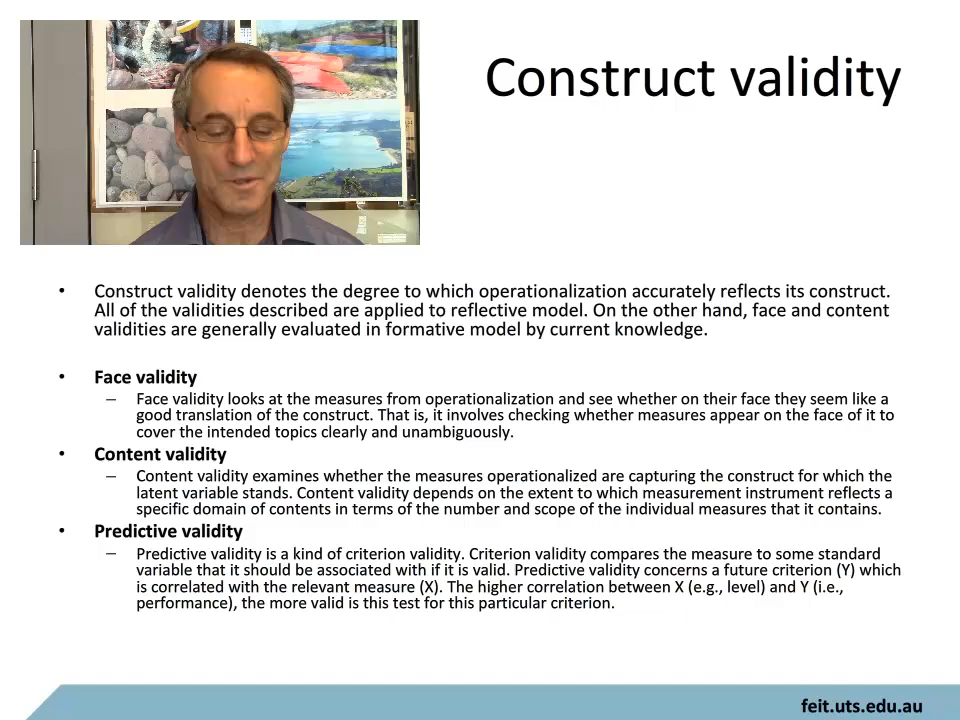 Construct validity
• Construct validity denotes the degree to which operationalization accurately reflects its construct.
All of the validities described are applied to reflective model. On the other hand, face and content
validities are generally evaluated in formative model by current knowledge.
• Face validity
– Face validity looks at the measures from operationalization and see whether on their face they seem like a
good translation of the construct. That is, it involves checking whether measures appear on the face of it to
cover the intended topics clearly and unambiguously.
• Content validity
– Content validity examines whether the measures operationalized are capturing the construct for which the
latent variable stands. Content validity depends on the extent to which measurement instrument reflects a
specific domain of contents in terms of the number and scope of the individual measures that it contains.
• Predictive validity
– Predictive validity is a kind of criterion validity. Criterion validity compares the measure to some standard
variable that it should be associated with if it is valid. Predictive validity concerns a future criterion (Y) which
is correlated with the relevant measure (X). The higher correlation between X (e.g., level) and Y (i.e.,
performance), the more valid is this test for this particular criterion.
feit.uts.edu.au